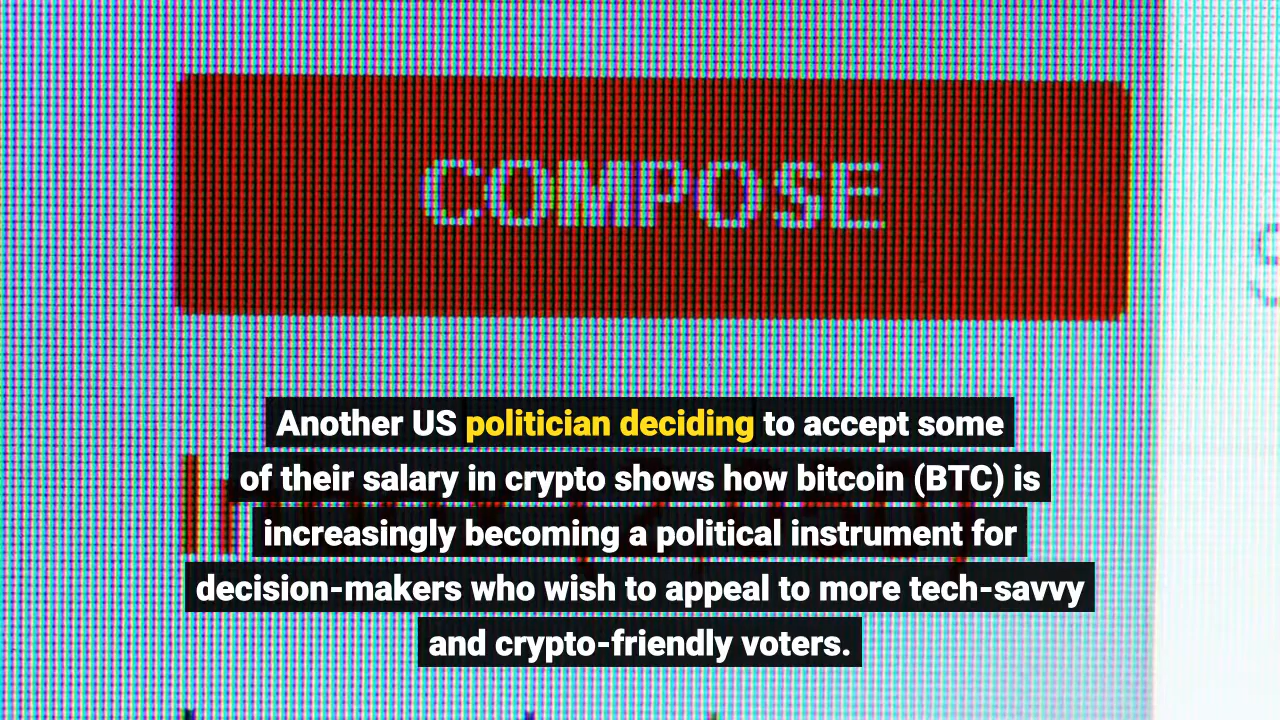 COMPOSE
Another US politician deciding to accept some
of their salary in crypto shows how bitcoin (BTC) is
increasingly becoming a political instrument for
decision-makers who wish to appeal to more tech-savvy
and crypto-friendly voters.